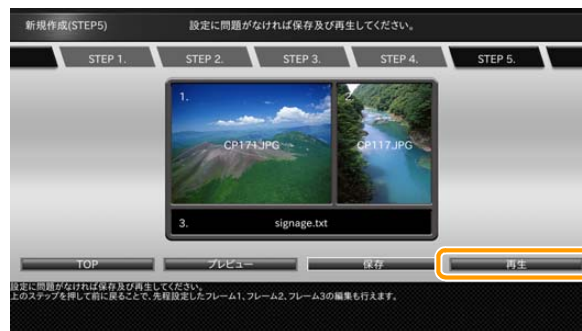 新規作成(STEP5) 設定に問題がなければ保存及び再生してください。
STEP 1. STEP 2. STEP 3. STEP 4. STEP 5.
1. 2.
CP171.JPG CP117.JPG
3. signage.txt
TOP プレビュー 保存 再生
設定に問題がなければ保存及び再生してください。
上のステップを押して前に戻ることで、先程設定したフレーム1、フレーム2、フレーム3の編集も行えます。